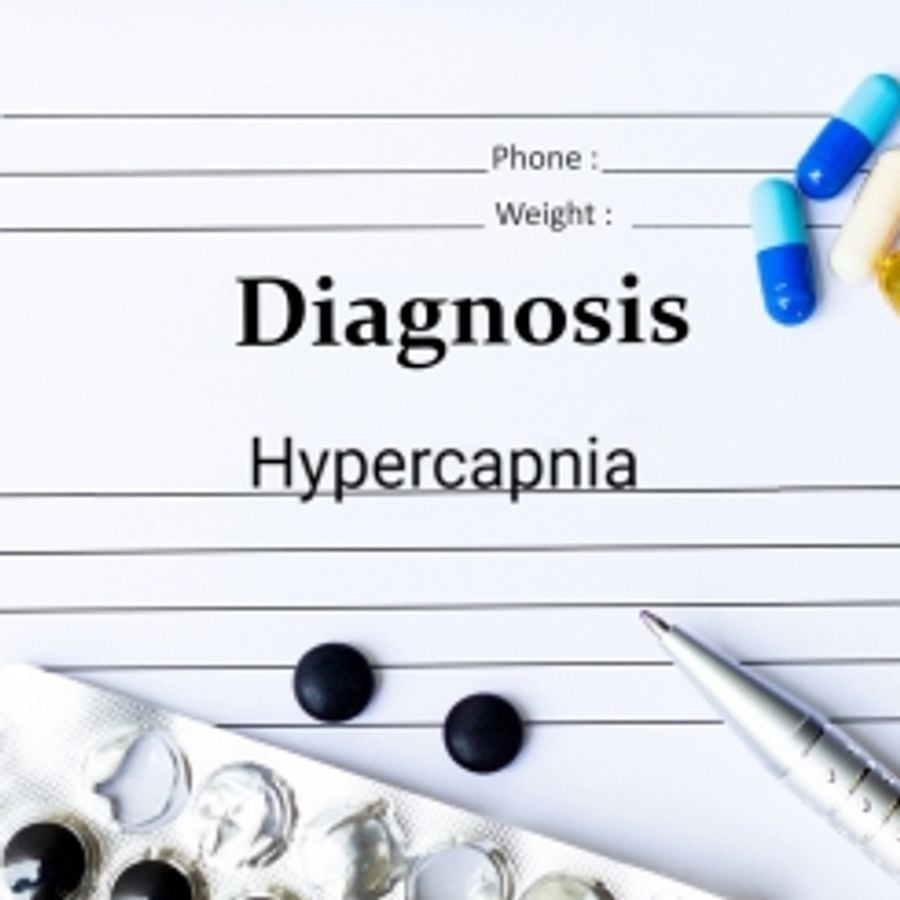 Phone :
Weight :
Diagnosis
Hypercapnia